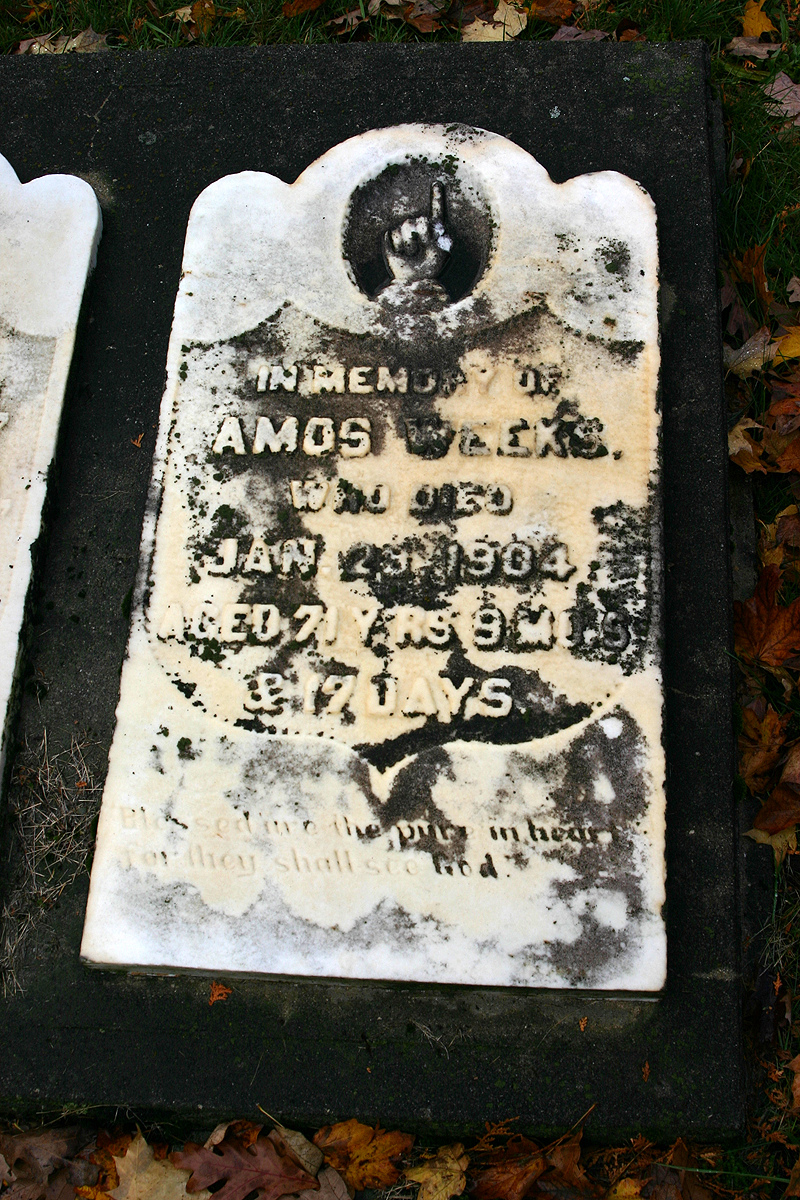 IN MEMORY OF
AMOS WEEKS.
WHO DIED
JAN. 29, 1904
AGED 71 YRS 9 MO'S
& 17 DAYS
"Blessed are the pure in heart
for they shall see God."